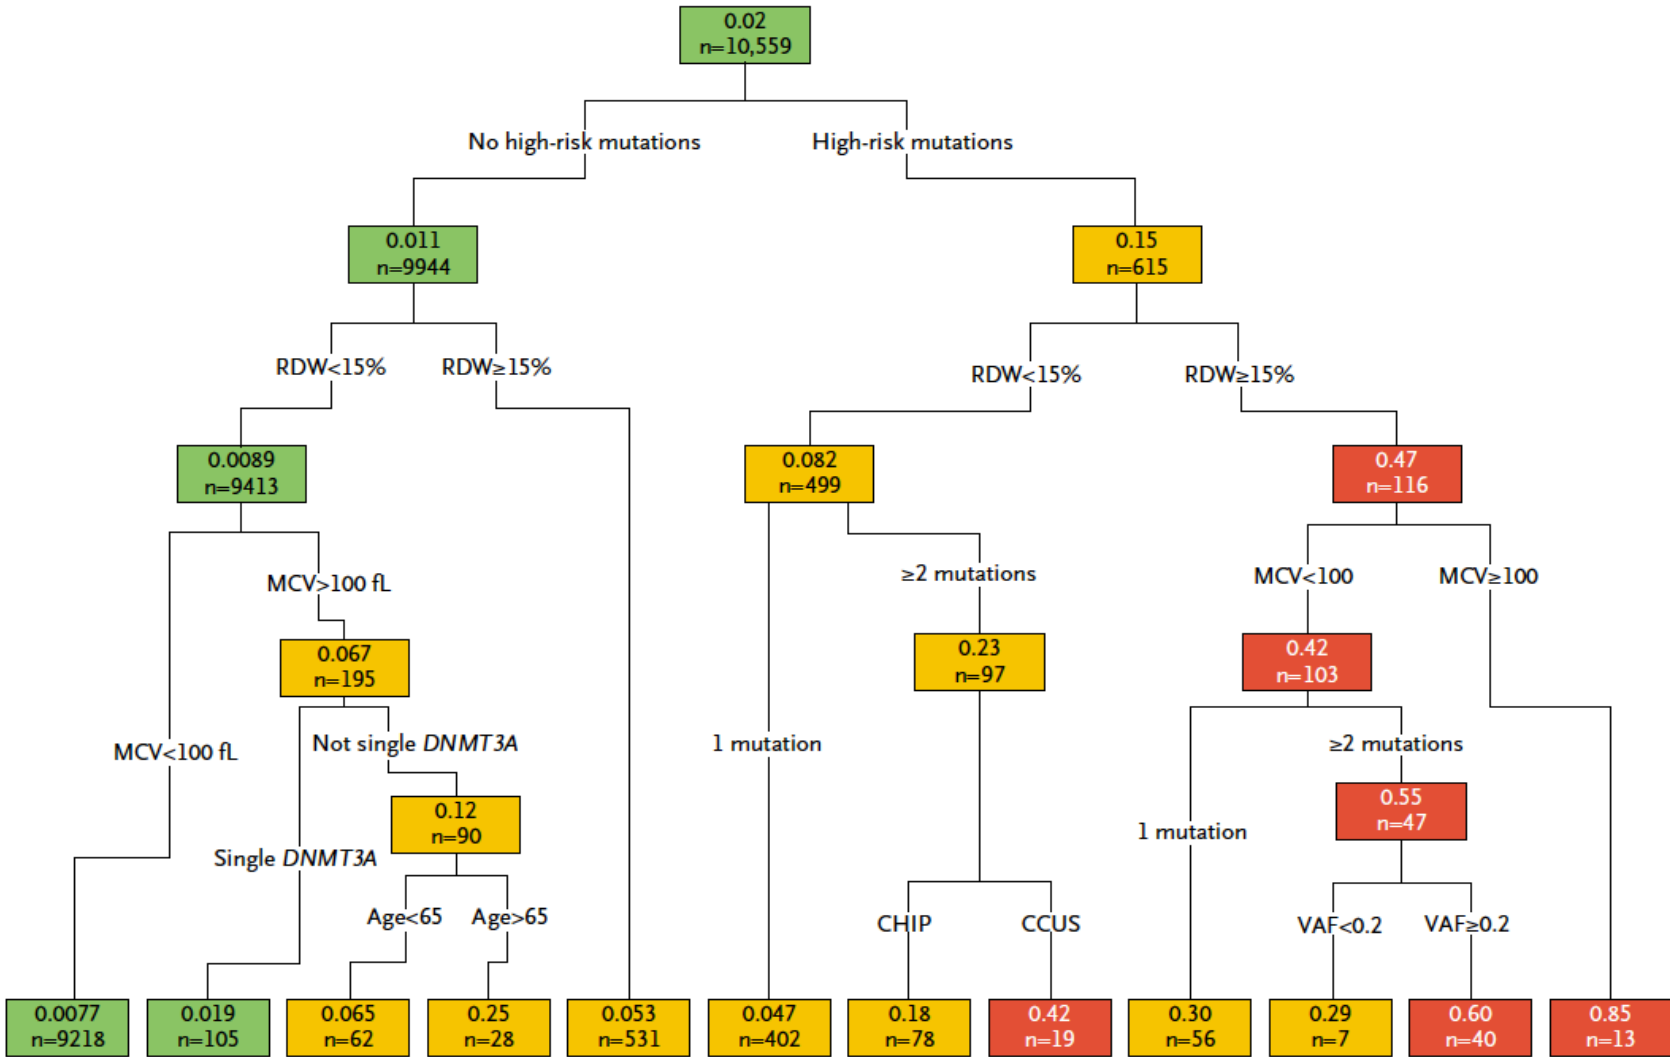 0.02
n=10,559
No high-risk mutations
High-risk mutations
0.011
n=9944
0.15
n=615
RDW<15%
RDW≥15%
RDW<15%
RDW≥15%
0.0089
n=9413
0.082
n=499
0.47
n=116
MCV>100 fL
≥2 mutations
MCV<100
MCV≥100
0.067
n=195
0.23
n=97
0.42
n=103
MCV<100 fL
Not single DNMT3A
1 mutation
≥2 mutations
0.12
n=90
0.55
n=47
Single DNMT3A
1 mutation
Age<65
Age>65
CHIP
CCUS
VAF<0.2
VAF≥0.2
0.0077
n=9218
0.019
n=105
0.065
n=62
0.25
n=28
0.053
n=531
0.047
n=402
0.18
n=78
0.42
n=19
0.30
n=56
0.29
n=7
0.60
n=40
0.85
n=13